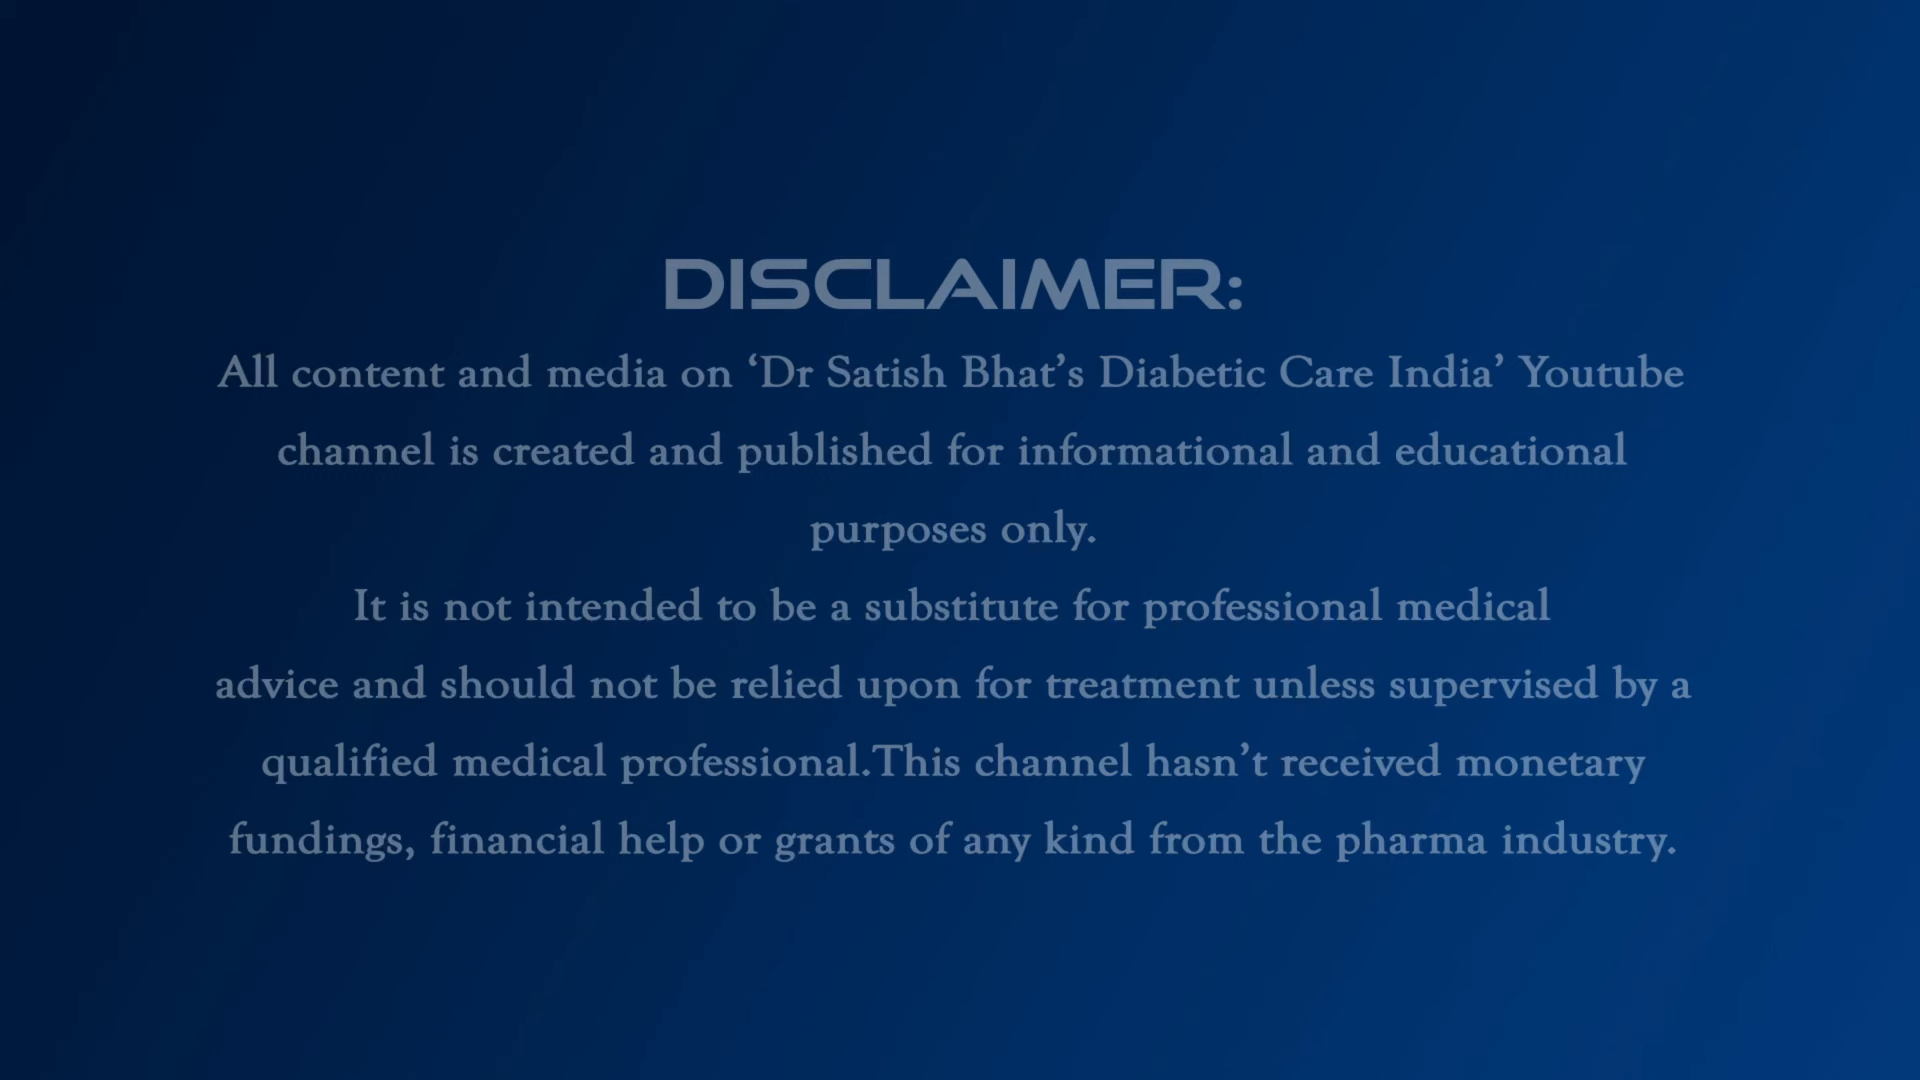 DISCLAIMER:
All content and media on ‘Dr Satish Bhat’s Diabetic Care India’ Youtube
channel is created and published for informational and educational
purposes only.
It is not intended to be a substitute for professional medical
advice and should not be relied upon for treatment unless supervised by a
qualified medical professional.This channel hasn’t received monetary
fundings, financial help or grants of any kind from the pharma industry.